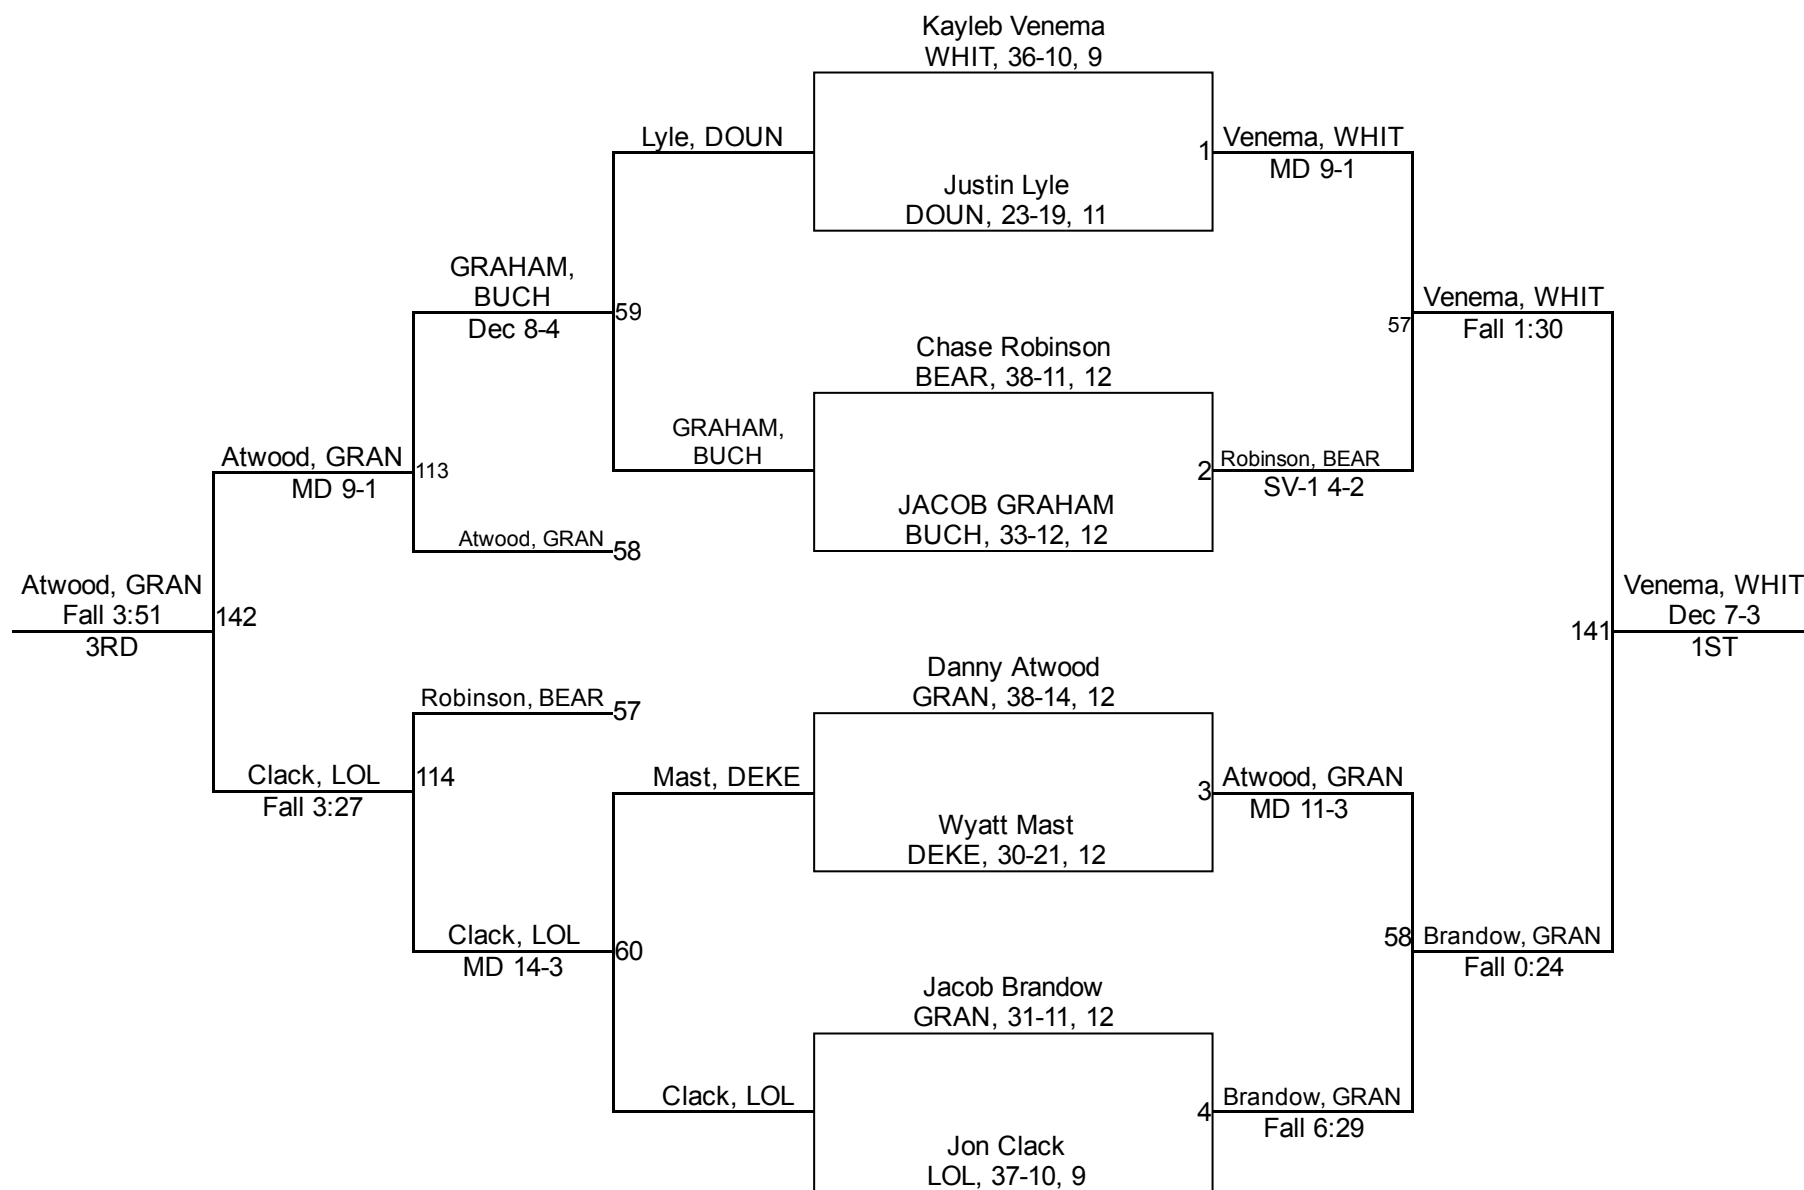 Kayleb Venema
WHIT, 36-10, 9
Lyle, DOUN
1
Venema, WHIT
MD 9-1
Justin Lyle
DOUN, 23-19, 11
GRAHAM,
BUCH
Dec 8-4
59
57
Venema, WHIT
Fall 1:30
Chase Robinson
BEAR, 38-11, 12
GRAHAM,
BUCH
2
Robinson, BEAR
SV-1 4-2
Atwood, GRAN
MD 9-1
113
JACOB GRAHAM
BUCH, 33-12, 12
Atwood, GRAN
58
Atwood, GRAN
Fall 3:51
3RD
142
141
Venema, WHIT
Dec 7-3
1ST
Danny Atwood
GRAN, 38-14, 12
Robinson, BEAR
57
Clack, LOL
Fall 3:27
114
Mast, DEKE
3
Atwood, GRAN
MD 11-3
Wyatt Mast
DEKE, 30-21, 12
Clack, LOL
MD 14-3
60
58
Brandow, GRAN
Fall 0:24
Jacob Brandow
GRAN, 31-11, 12
Clack, LOL
4
Brandow, GRAN
Fall 6:29
Jon Clack
LOL, 37-10, 9